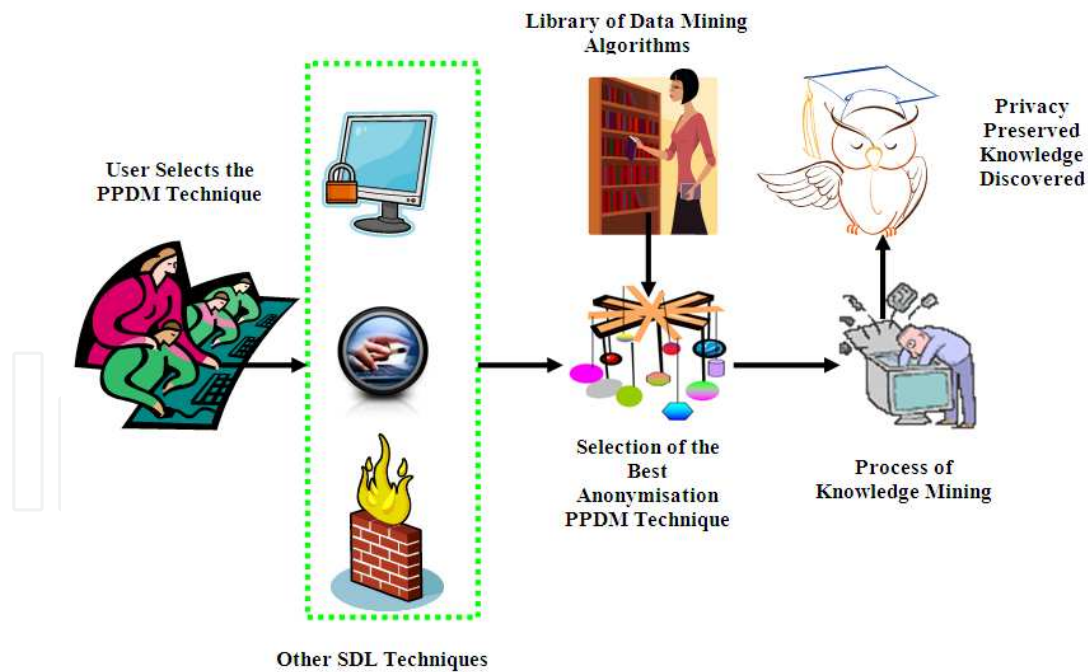 Library of Data Mining
Algorithms
Privacy
Preserved
Knowledge
Discovered
User Selects the
PPDM Technique
Selection of the
Best
Anonymisation
PPDM Technique
Process of
Knowledge Mining
Other SDL Techniques